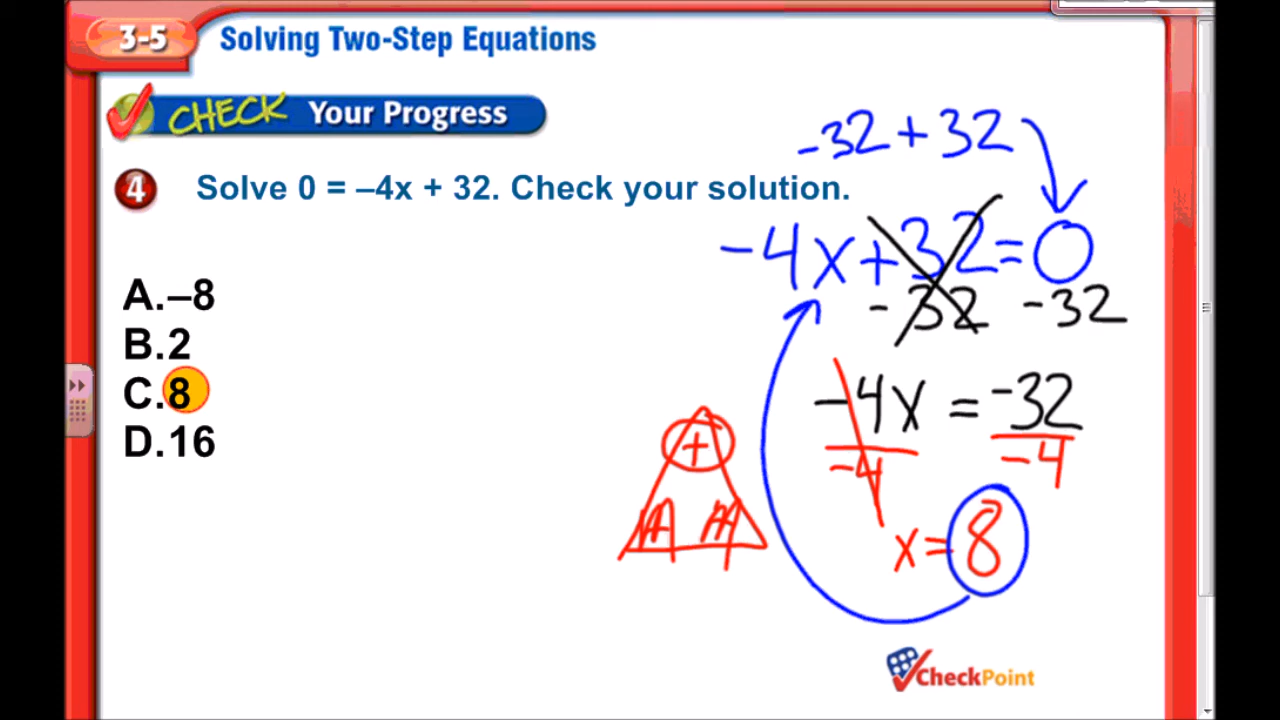 3-5 Solving Two-Step Equations
CHECK Your Progress
-32+32
4 Solve 0 = –4x + 32. Check your solution.
-4x+32=0
-32 -32
A.–8
B.2
C.8
D.16
-4x = -32
-4 -4
+
x=8
CheckPoint